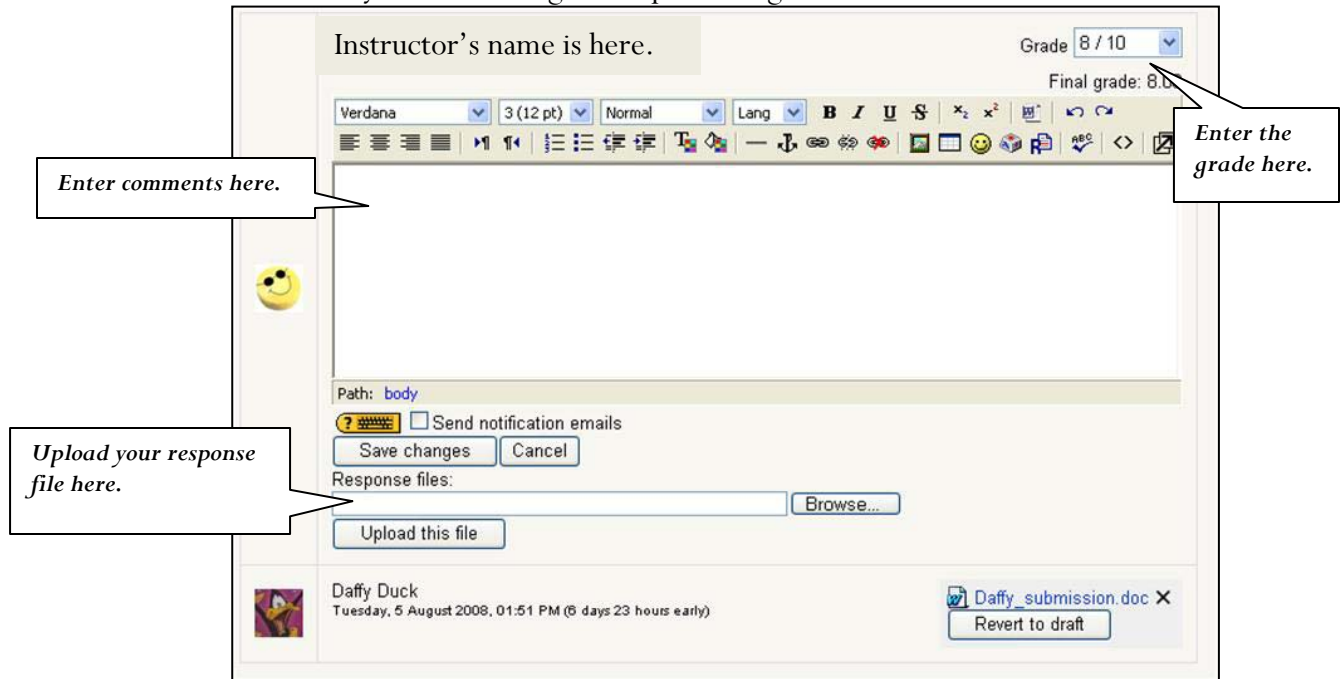 Instructor's name is here.
Grade 8 / 10
Final grade: 8.
Verdana 3 (12 pt) Normal Lang B I U S x₂ x²
Enter the
grade here.
Enter comments here.
Path: body
Send notification emails
Save changes Cancel
Upload your response
file here.
Response files:
Browse...
Upload this file
Daffy Duck
Tuesday, 5 August 2008, 01:51 PM (6 days 23 hours early)
Daffy_submission.doc
Revert to draft